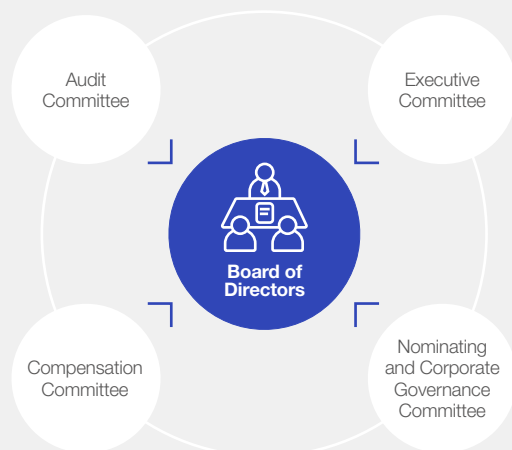 Audit
Committee
Executive
Committee
Board of
Directors
Compensation
Committee
Nominating
and Corporate
Governance
Committee